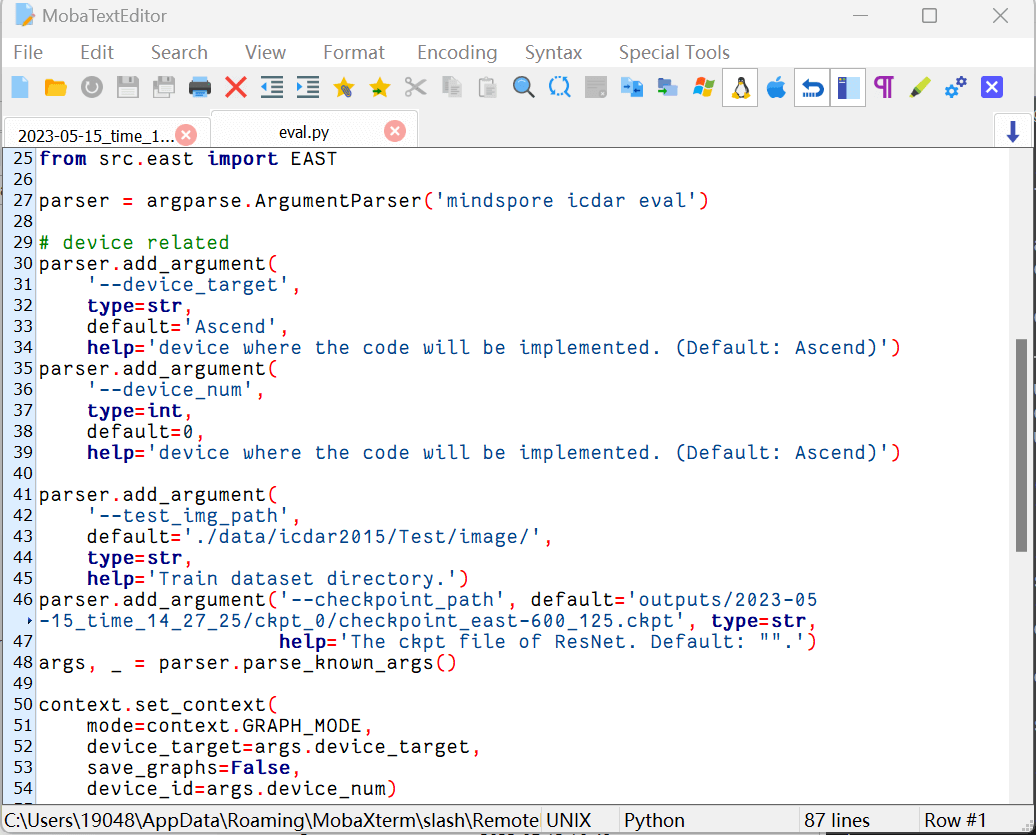 MobaTextEditor
File Edit Search View Format Encoding Syntax Special Tools
2023-05-15_time_1... eval.py
25 from src.east import EAST
26
27 parser = argparse.ArgumentParser('mindspore icdar eval')
28
29 # device related
30 parser.add_argument(
31     '--device_target',
32     type=str,
33     default='Ascend',
34     help='device where the code will be implemented. (Default: Ascend)')
35 parser.add_argument(
36     '--device_num',
37     type=int,
38     default=0,
39     help='device where the code will be implemented. (Default: Ascend)')
40
41 parser.add_argument(
42     '--test_img_path',
43     default='./data/icdar2015/Test/image/',
44     type=str,
45     help='Train dataset directory.')
46 parser.add_argument('--checkpoint_path', default='outputs/2023-05
-15_time_14_27_25/ckpt_0/checkpoint_east-600_125.ckpt', type=str,
47                     help='The ckpt file of ResNet. Default: "".')
48 args, _ = parser.parse_known_args()
49
50 context.set_context(
51     mode=context.GRAPH_MODE,
52     device_target=args.device_target,
53     save_graphs=False,
54     device_id=args.device_num)
C:\Users\19048\AppData\Roaming\MobaXterm\slash\Remote UNIX Python 87 lines Row #1